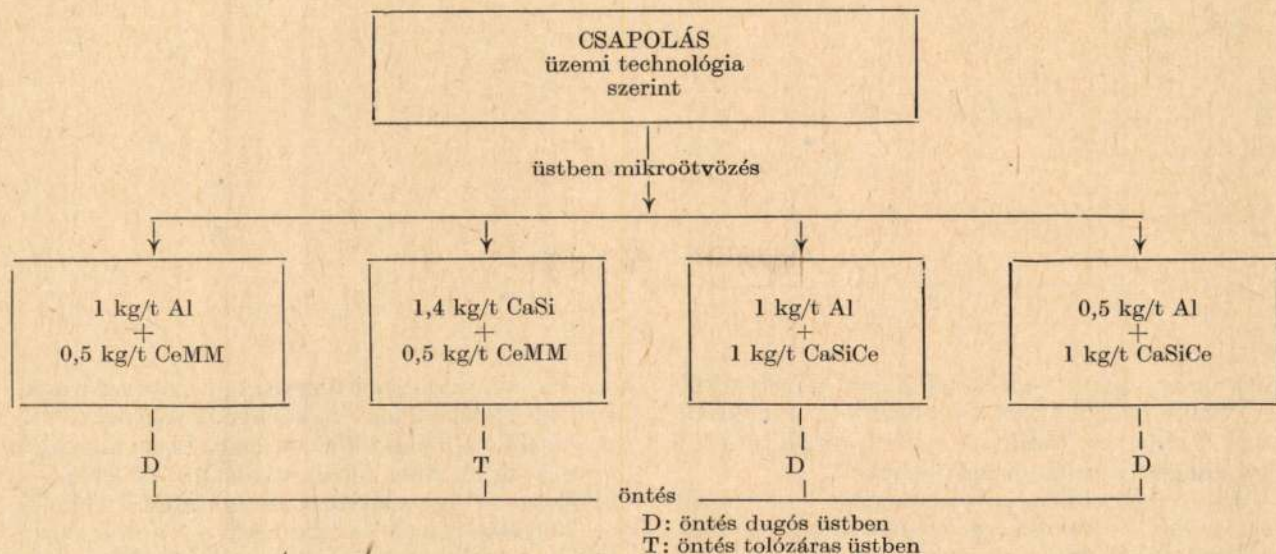 CSAPOLÁS
üzemi technológia
szerint
üstben mikroötvözés
1 kg/t Al
+
0,5 kg/t CeMM
1,4 kg/t CaSi
+
0,5 kg/t CeMM
1 kg/t Al
+
1 kg/t CaSiCe
0,5 kg/t Al
+
1 kg/t CaSiCe
D
T
D
D
öntés
D: öntés dugós üstben
T: öntés tolózáras üstben